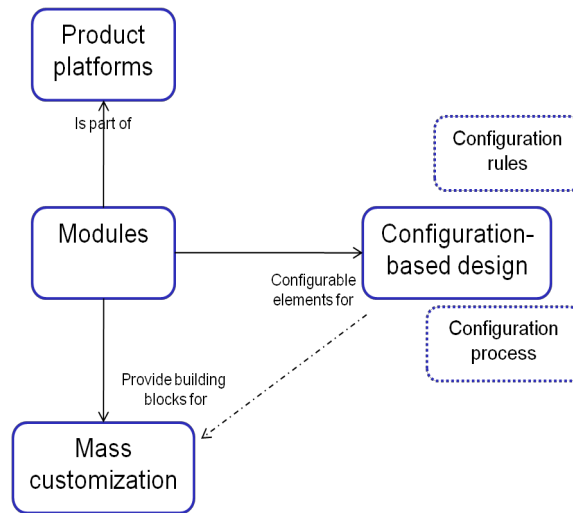 Product
platforms
Is part of
Configuration
rules
Modules
Configuration-
based design
Configurable
elements for
Configuration
process
Provide building
blocks for
Mass
customization